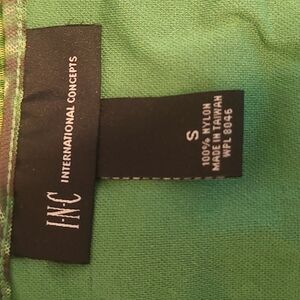 I·N·C
INTERNATIONAL CONCEPTS
S
100% NYLON
MADE IN TAIWAN
WPL 8046